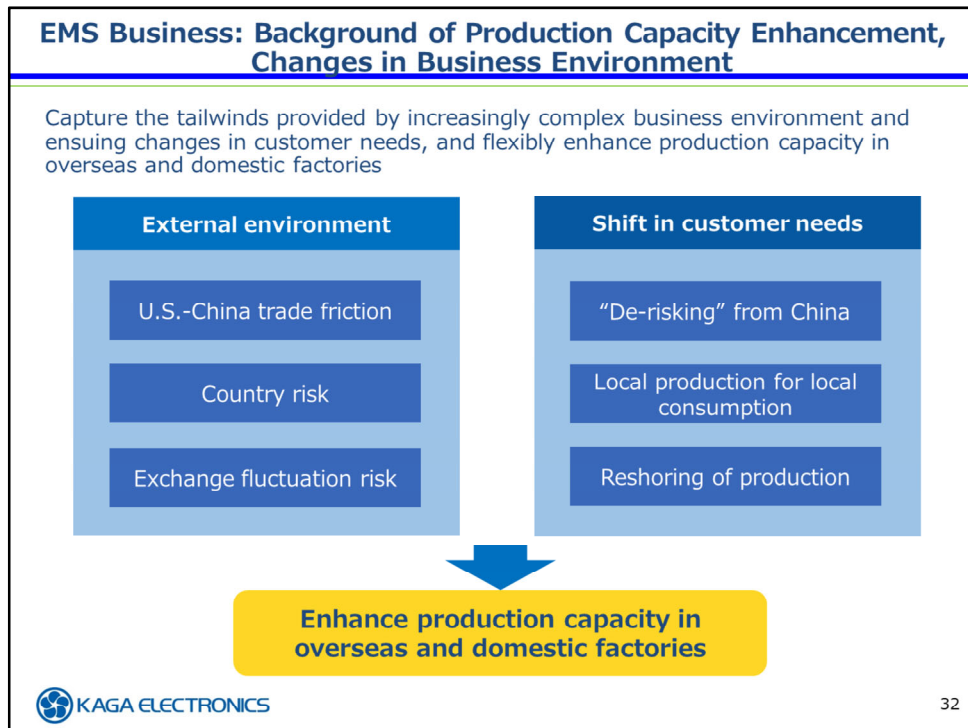 EMS Business: Background of Production Capacity Enhancement,
Changes in Business Environment
Capture the tailwinds provided by increasingly complex business environment and
ensuing changes in customer needs, and flexibly enhance production capacity in
overseas and domestic factories
External environment
U.S.-China trade friction
Country risk
Exchange fluctuation risk
Shift in customer needs
“De-risking” from China
Local production for local
consumption
Reshoring of production
Enhance production capacity in
overseas and domestic factories
KAGA ELECTRONICS
32